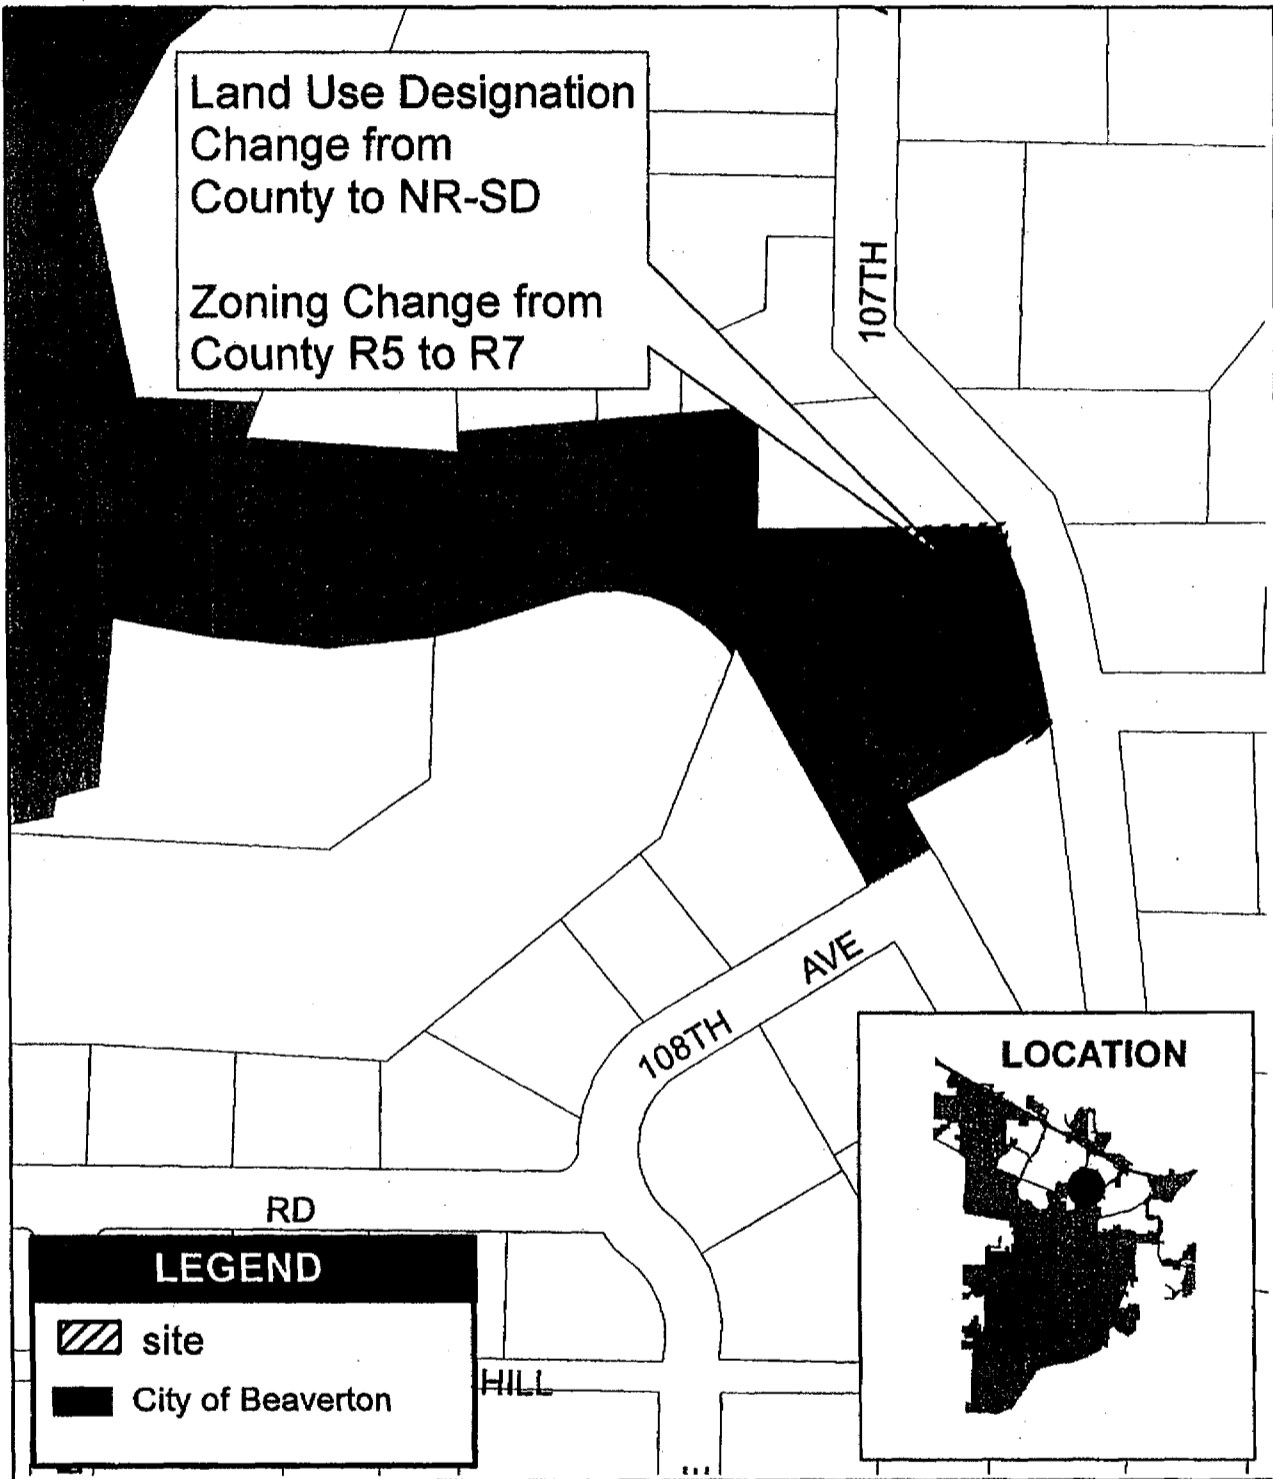 Land Use Designation
Change from
County to NR-SD
Zoning Change from
County R5 to R7
107TH
108TH AVE
LOCATION
RD
LEGEND
site
City of Beaverton
HILL